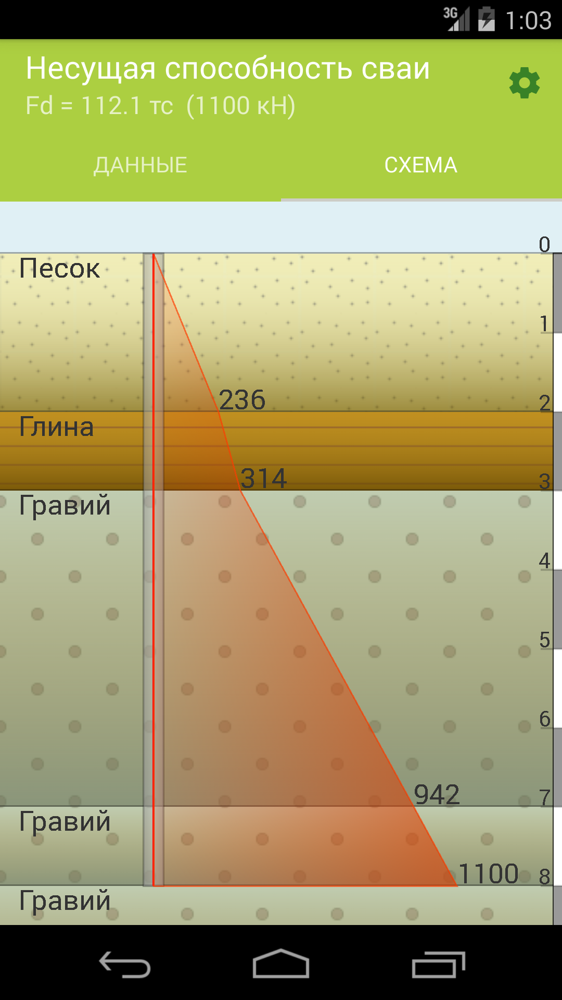 3G 1:03
Несущая способность сваи
Fd = 112.1 тс (1100 кН)
ДАННЫЕ СХЕМА
0
Песок
1
236 2
Глина
314 3
Гравий
4
5
6
942 7
Гравий
1100 8
Гравий